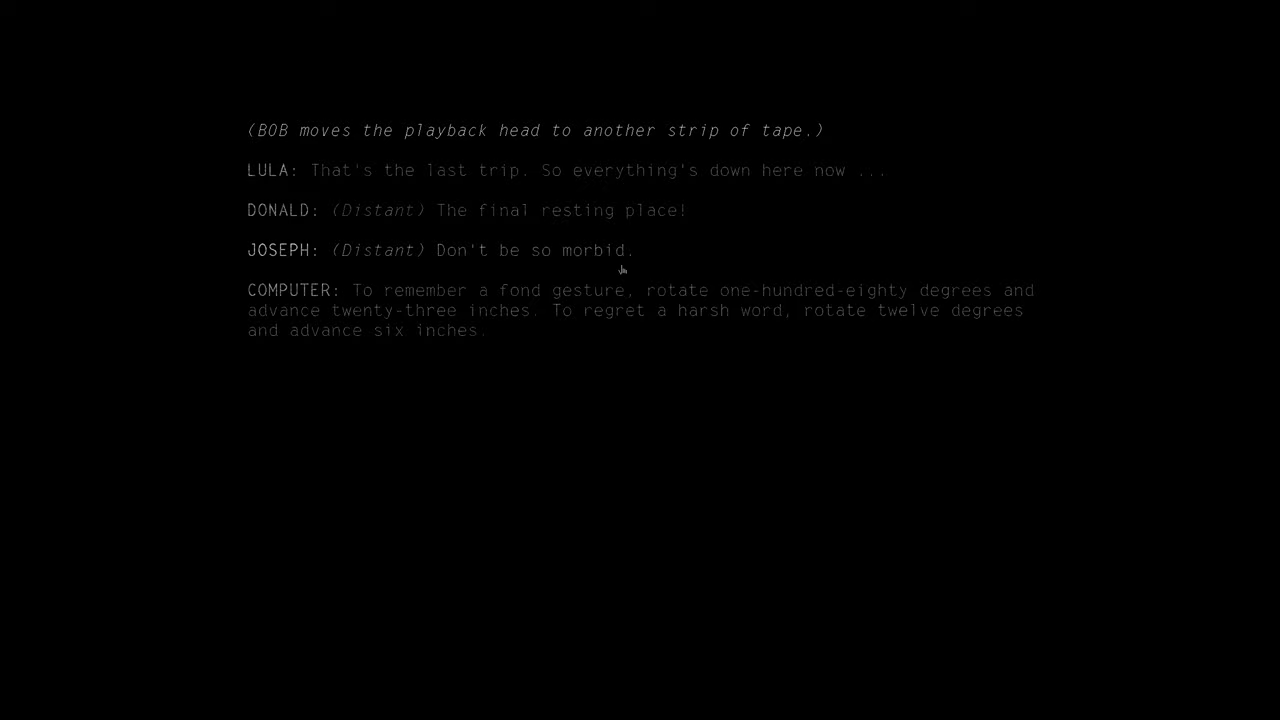 (BOB moves the playback head to another strip of tape.)
LULA: That's the last trip. So everything's down here now ...
DONALD: (Distant) The final resting place!
JOSEPH: (Distant) Don't be so morbid.
COMPUTER: To remember a fond gesture, rotate one-hundred-eighty degrees and
advance twenty-three inches. To regret a harsh word, rotate twelve degrees
and advance six inches.